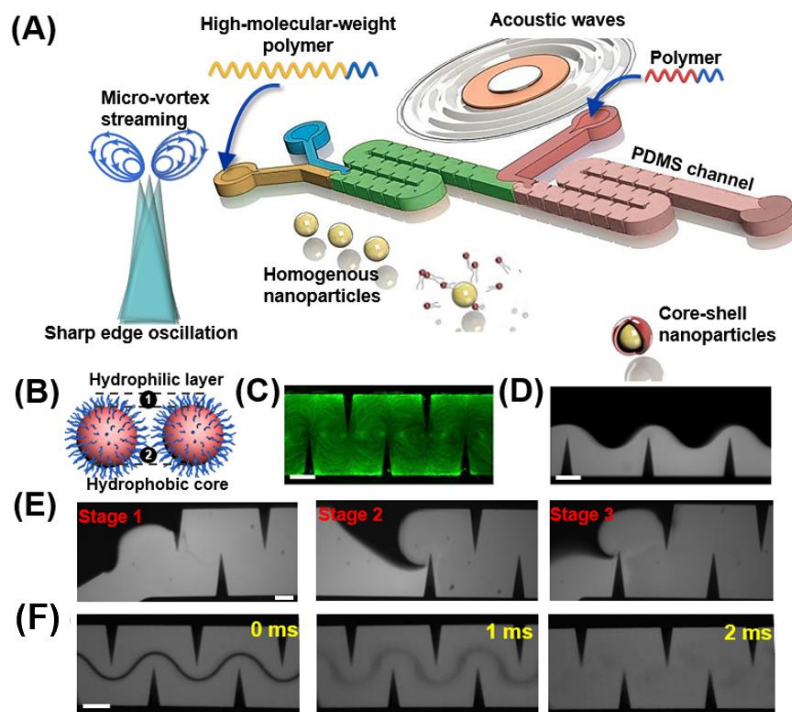 (A)
High-molecular-weight
polymer
Acoustic waves
Polymer
Micro-vortex
streaming
PDMS channel
Homogenous
nanoparticles
Sharp edge oscillation
Core-shell
nanoparticles
(B)
Hydrophilic layer
1
2
Hydrophobic core
(C)
(D)
(E)
Stage 1
Stage 2
Stage 3
(F)
0 ms
1 ms
2 ms